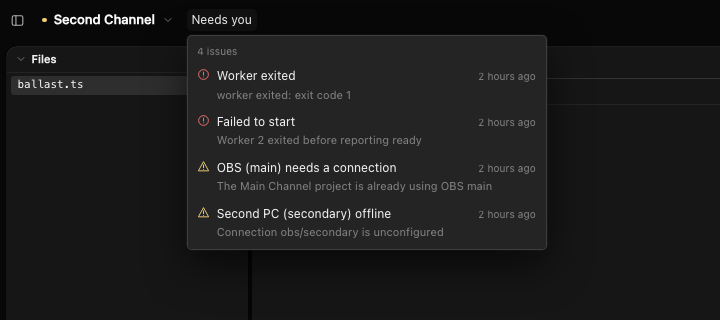 Second Channel
Needs you
Files
ballast.ts
4 issues
Worker exited 2 hours ago
worker exited: exit code 1
Failed to start 2 hours ago
Worker 2 exited before reporting ready
OBS (main) needs a connection 2 hours ago
The Main Channel project is already using OBS main
Second PC (secondary) offline 2 hours ago
Connection obs/secondary is unconfigured